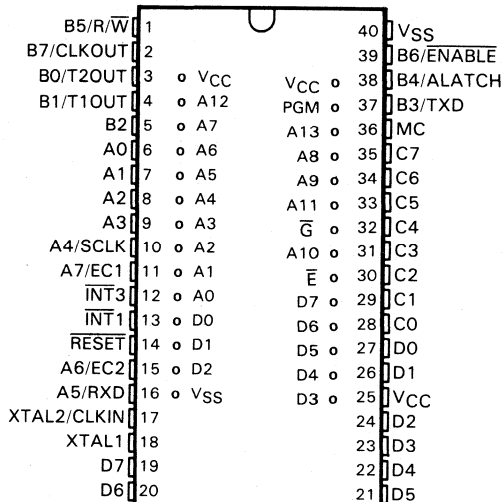 B5/R/W̅ 1 40 VSS
B7/CLKOUT 2 39 B6/E̅N̅A̅B̅L̅E̅
B0/T2OUT 3 o VCC VCC o 38 B4/ALATCH
B1/T1OUT 4 o A12 PGM o 37 B3/TXD
B2 5 o A7 A13 o 36 MC
A0 6 o A6 A8 o 35 C7
A1 7 o A5 A9 o 34 C6
A2 8 o A4 A11 o 33 C5
A3 9 o A3 G̅ o 32 C4
A4/SCLK 10 o A2 A10 o 31 C3
A7/EC1 11 o A1 E̅ o 30 C2
I̅N̅T̅3 12 o A0 D7 o 29 C1
I̅N̅T̅1 13 o D0 D6 o 28 C0
R̅E̅S̅E̅T̅ 14 o D1 D5 o 27 D0
A6/EC2 15 o D2 D4 o 26 D1
A5/RXD 16 o VSS D3 o 25 VCC
XTAL2/CLKIN 17 24 D2
XTAL1 18 23 D3
D7 19 22 D4
D6 20 21 D5